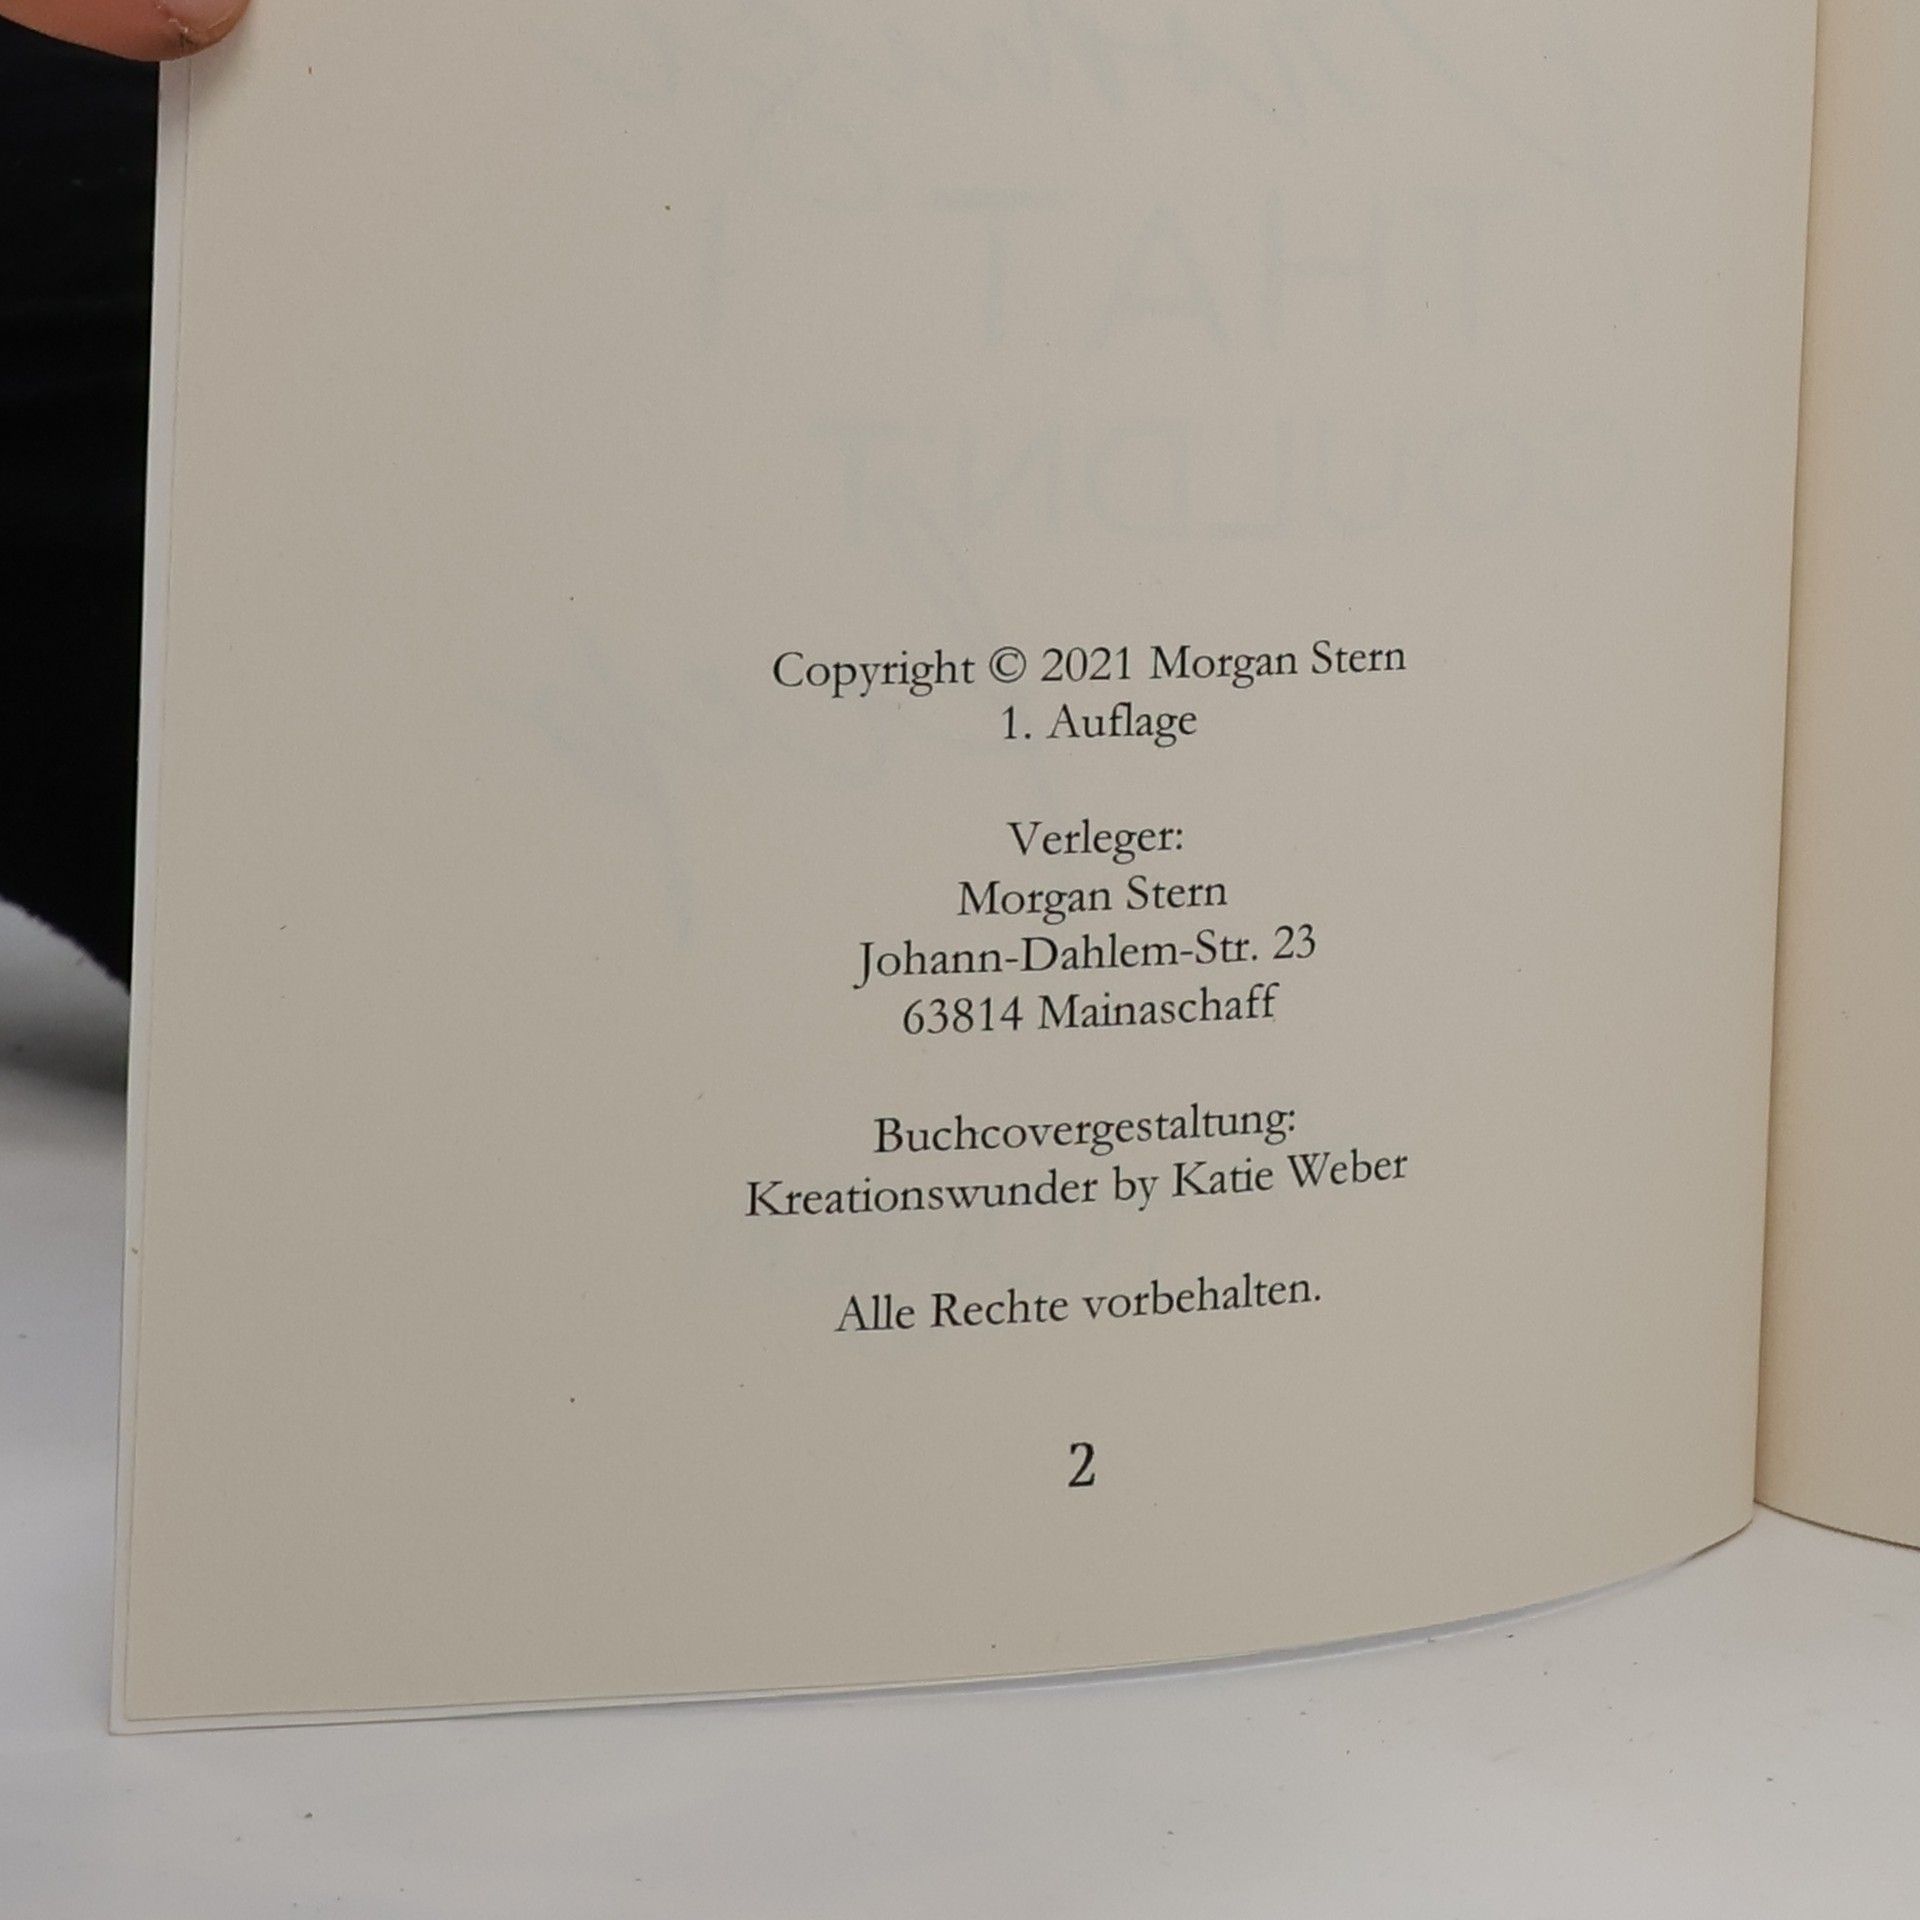 Copyright © 2021 Morgan Stern
1. Auflage
Verleger:
Morgan Stern
Johann-Dahlem-Str. 23
63814 Mainaschaff
Buchcovergestaltung:
Kreationswunder by Katie Weber
Alle Rechte vorbehalten.
2